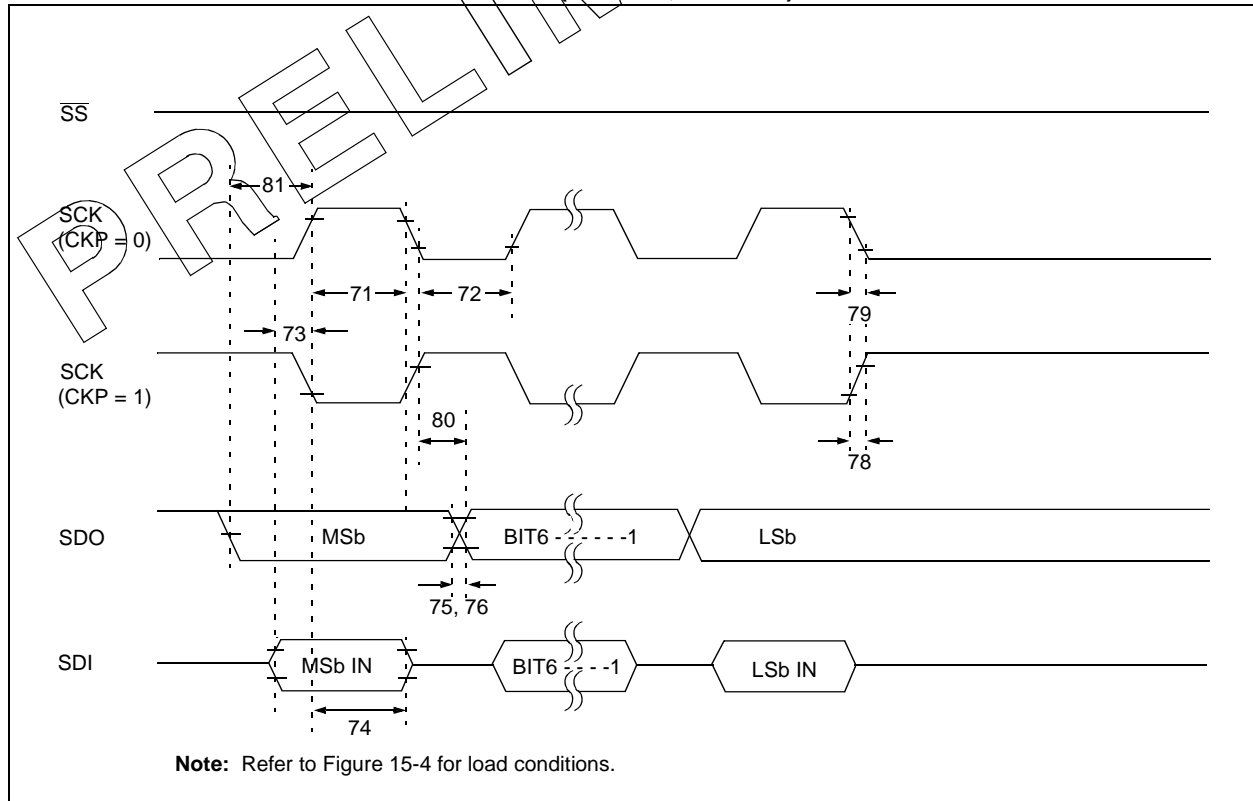 PRELIN
SS
81
SCK
(CKP = 0)
71
72
79
73
SCK
(CKP = 1)
80
78
SDO
MSb
BIT6 - - - - - -1
LSb
75, 76
SDI
MSb IN
BIT6 - - - -1
LSb IN
74
Note: Refer to Figure 15-4 for load conditions.